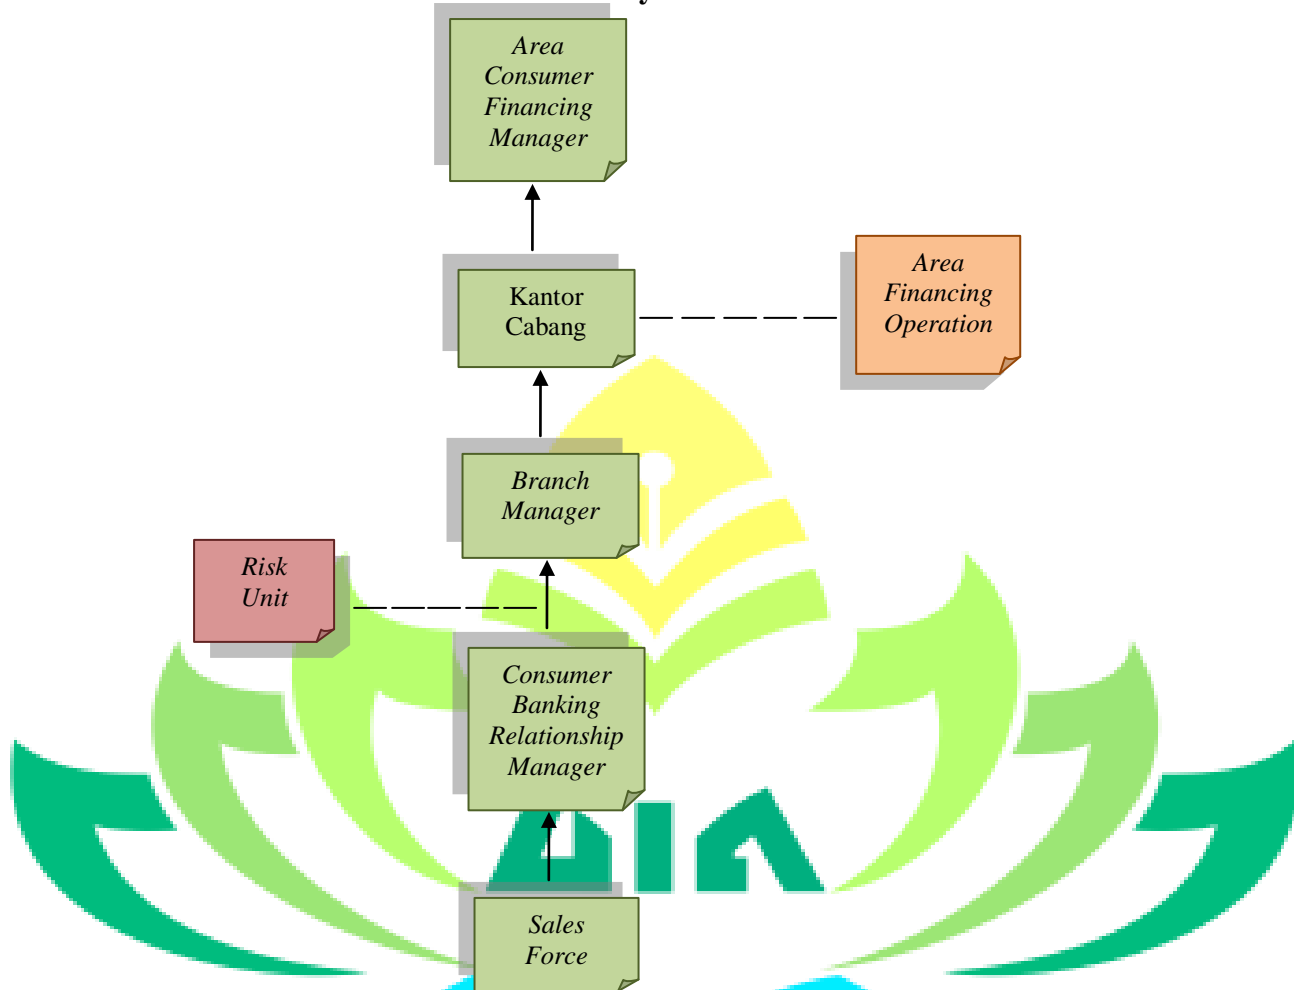 Area
Consumer
Financing
Manager
Kantor
Cabang
Area
Financing
Operation
Branch
Manager
Risk
Unit
Consumer
Banking
Relationship
Manager
Sales
Force